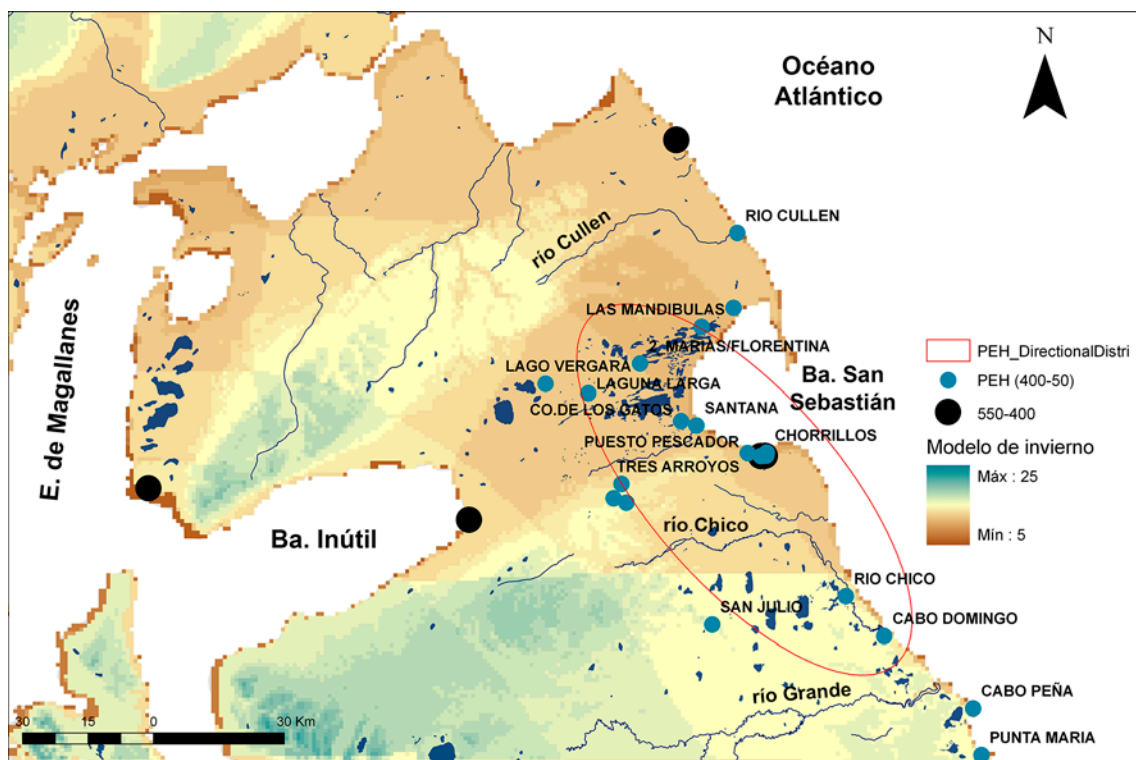 Océano
Atlántico
N
RIO CULLEN
río Cullen
E. de Magallanes
LAS MANDIBULAS
2 MARIAS/FLORENTINA
LAGO VERGARA
LAGUNA LARGA
CO.DE LOS GATOS
SANTANA
Ba. San
Sebastián
PUESTO PESCADOR
CHORRILLOS
TRES ARROYOS
Ba. Inútil
río Chico
RIO CHICO
SAN JULIO
CABO DOMINGO
río Grande
CABO PEÑA
PUNTA MARIA
PEH_DirectionalDistri
PEH (400-50)
550-400
Modelo de invierno
Máx : 25
Mín : 5
30 15 0 30 Km